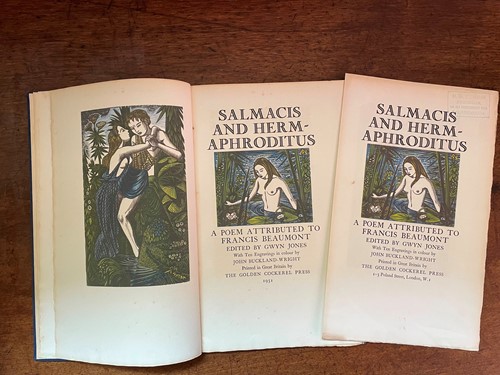 SALMACIS
AND HERM-
APHRODITUS
A POEM ATTRIBUTED TO
FRANCIS BEAUMONT
EDITED BY GWYN JONES
With Ten Engravings in colour by
JOHN BUCKLAND-WRIGHT
Printed in Great Britain by
THE GOLDEN COCKEREL PRESS
1951
SALMACIS
AND HERM-
APHRODITUS
A POEM ATTRIBUTED TO
FRANCIS BEAUMONT
EDITED BY GWYN JONES
With Ten Engravings in colour by
JOHN BUCKLAND-WRIGHT
Printed in Great Britain by
THE GOLDEN COCKEREL PRESS
1-5 Poland Street, London, W.1